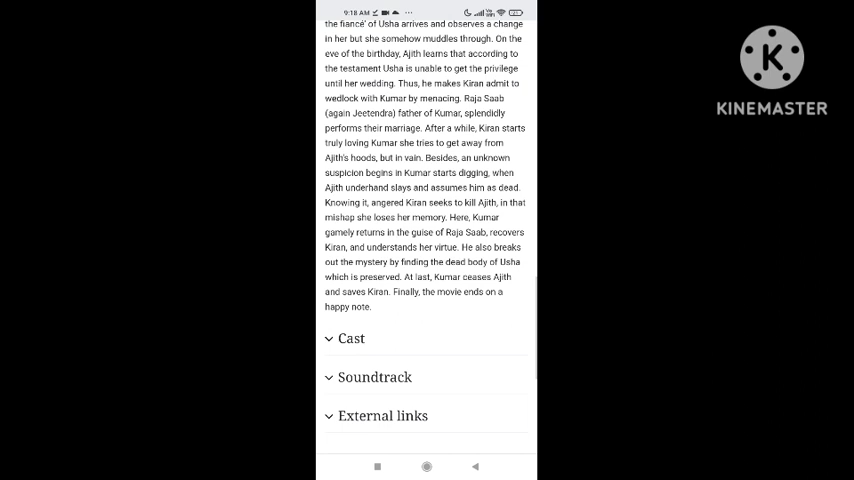 9:18 AM
the fiancé' of Usha arrives and observes a change
in her but she somehow muddles through. On the
eve of the birthday, Ajith learns that according to
the testament Usha is unable to get the privilege
until her wedding. Thus, he makes Kiran admit to
wedlock with Kumar by menacing. Raja Saab
(again Jeetendra) father of Kumar, splendidly
performs their marriage. After a while, Kiran starts
truly loving Kumar she tries to get away from
Ajith's hoods, but in vain. Besides, an unknown
suspicion begins in Kumar starts digging, when
Ajith underhand slays and assumes him as dead.
Knowing it, angered Kiran seeks to kill Ajith, in that
mishap she loses her memory. Here, Kumar
gamely returns in the guise of Raja Saab, recovers
Kiran, and understands her virtue. He also breaks
out the mystery by finding the dead body of Usha
which is preserved. At last, Kumar ceases Ajith
and saves Kiran. Finally, the movie ends on a
happy note.
Cast
Soundtrack
External links
K
KINEMASTER